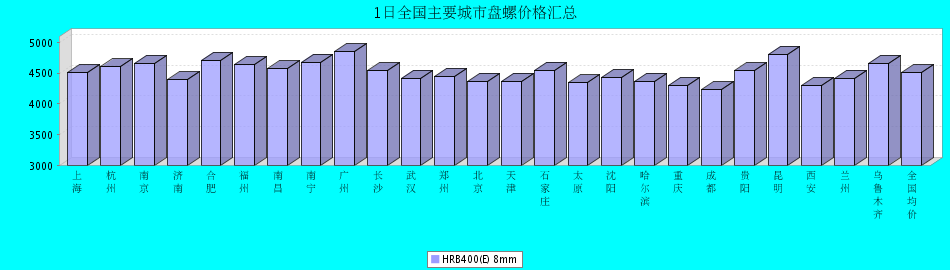 1日全国主要城市盘螺价格汇总
5000
4500
4000
3500
3000
上海
杭州
南京
济南
合肥
福州
南昌
南宁
广州
长沙
武汉
郑州
北京
天津
石家庄
太原
沈阳
哈尔滨
重庆
成都
贵阳
昆明
西安
兰州
乌鲁木齐
全国均价
HRB400(E) 8mm